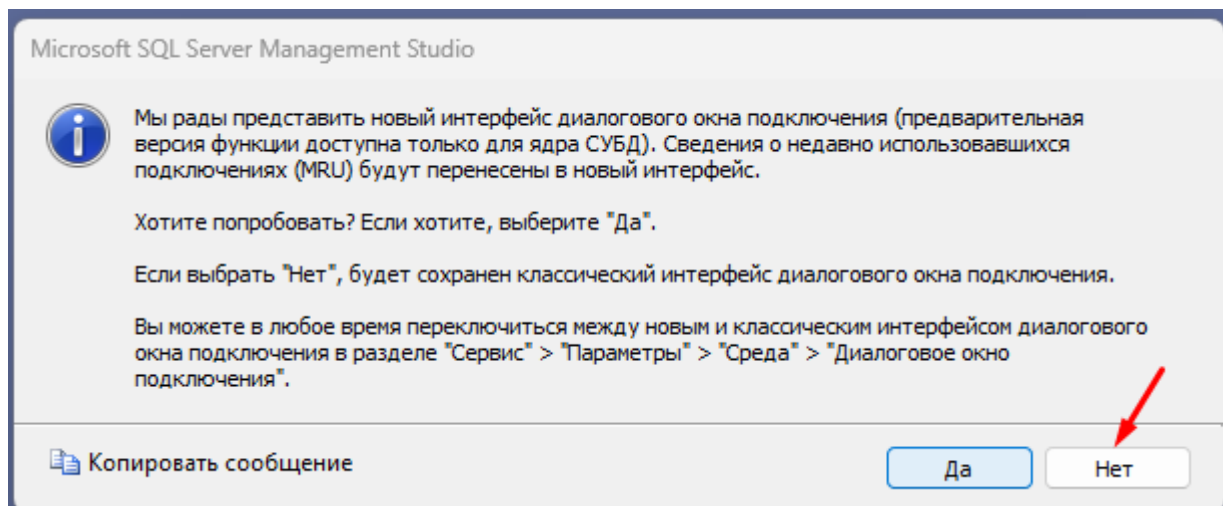 Microsoft SQL Server Management Studio
Мы рады представить новый интерфейс диалогового окна подключения (предварительная
версия функции доступна только для ядра СУБД). Сведения о недавно использовавшихся
подключениях (MRU) будут перенесены в новый интерфейс.
Хотите попробовать? Если хотите, выберите "Да".
Если выбрать "Нет", будет сохранен классический интерфейс диалогового окна подключения.
Вы можете в любое время переключиться между новым и классическим интерфейсом диалогового
окна подключения в разделе "Сервис" > "Параметры" > "Среда" > "Диалоговое окно
подключения".
Копировать сообщение
Да
Нет